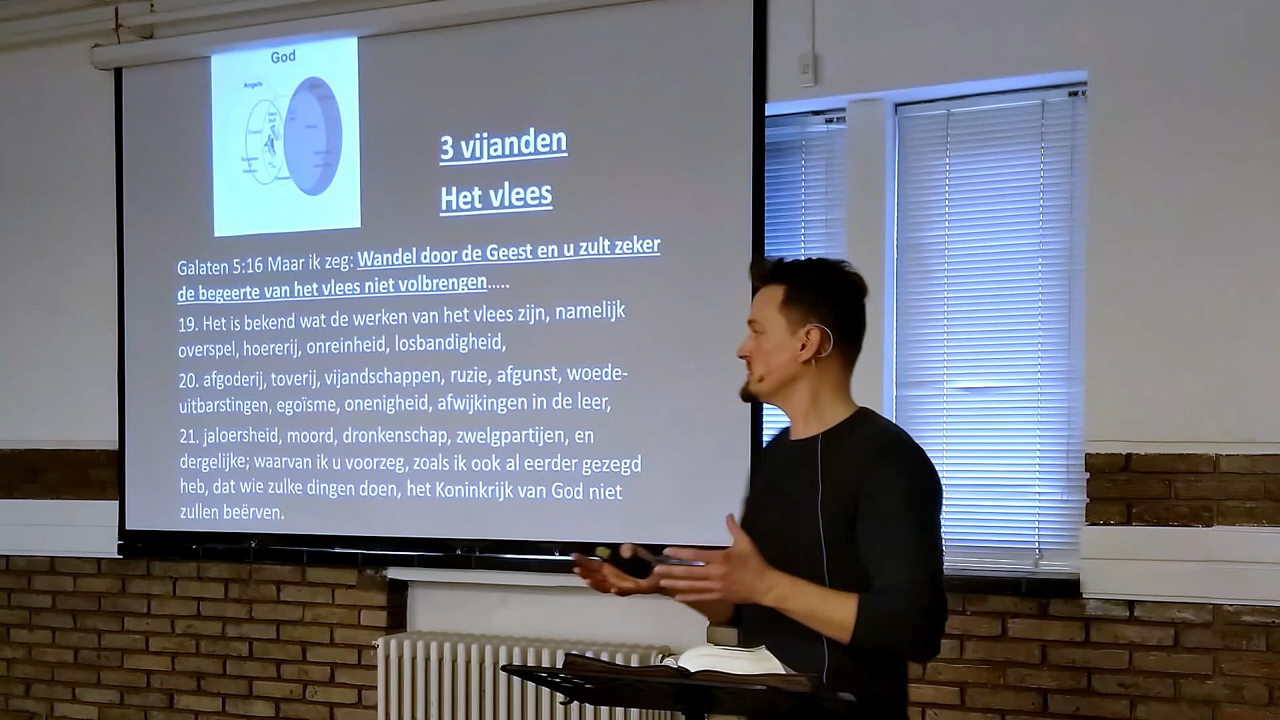 God
Angels
3 vijanden
Het vlees
Galaten 5:16 Maar ik zeg: Wandel door de Geest en u zult zeker
de begeerte van het vlees niet volbrengen.....
19. Het is bekend wat de werken van het vlees zijn, namelijk
overspel, hoererij, onreinheid, losbandigheid,
20. afgoderij, toverij, vijandschappen, ruzie, afgunst, woede-
uitbarstingen, egoïsme, onenigheid, afwijkingen in de leer,
21. jaloersheid, moord, dronkenschap, zwelgpartijen, en
dergelijke; waarvan ik u voorzeg, zoals ik ook al eerder gezegd
heb, dat wie zulke dingen doen, het Koninkrijk van God niet
zullen beërven.